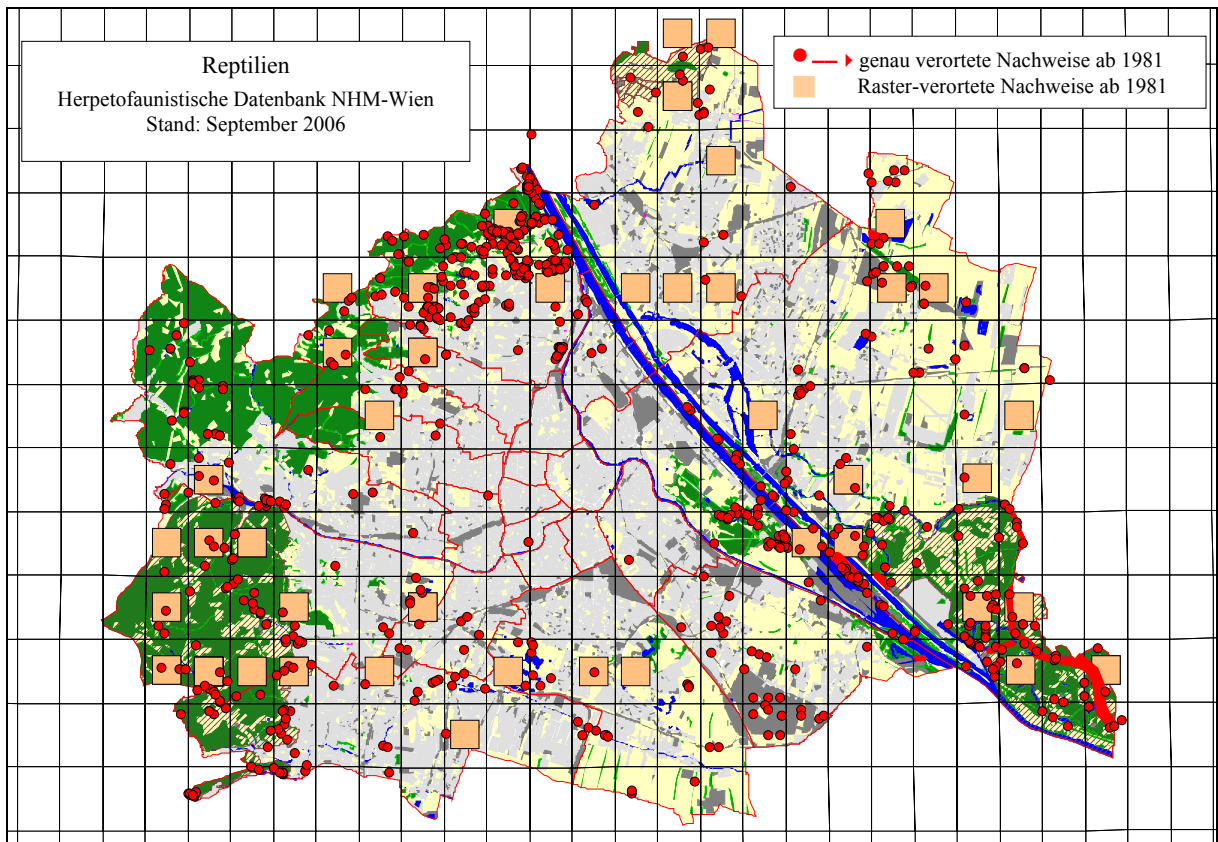 Reptilien
Herpetofaunistische Datenbank NHM-Wien
Stand: September 2006
genau verortete Nachweise ab 1981
Raster-verortete Nachweise ab 1981